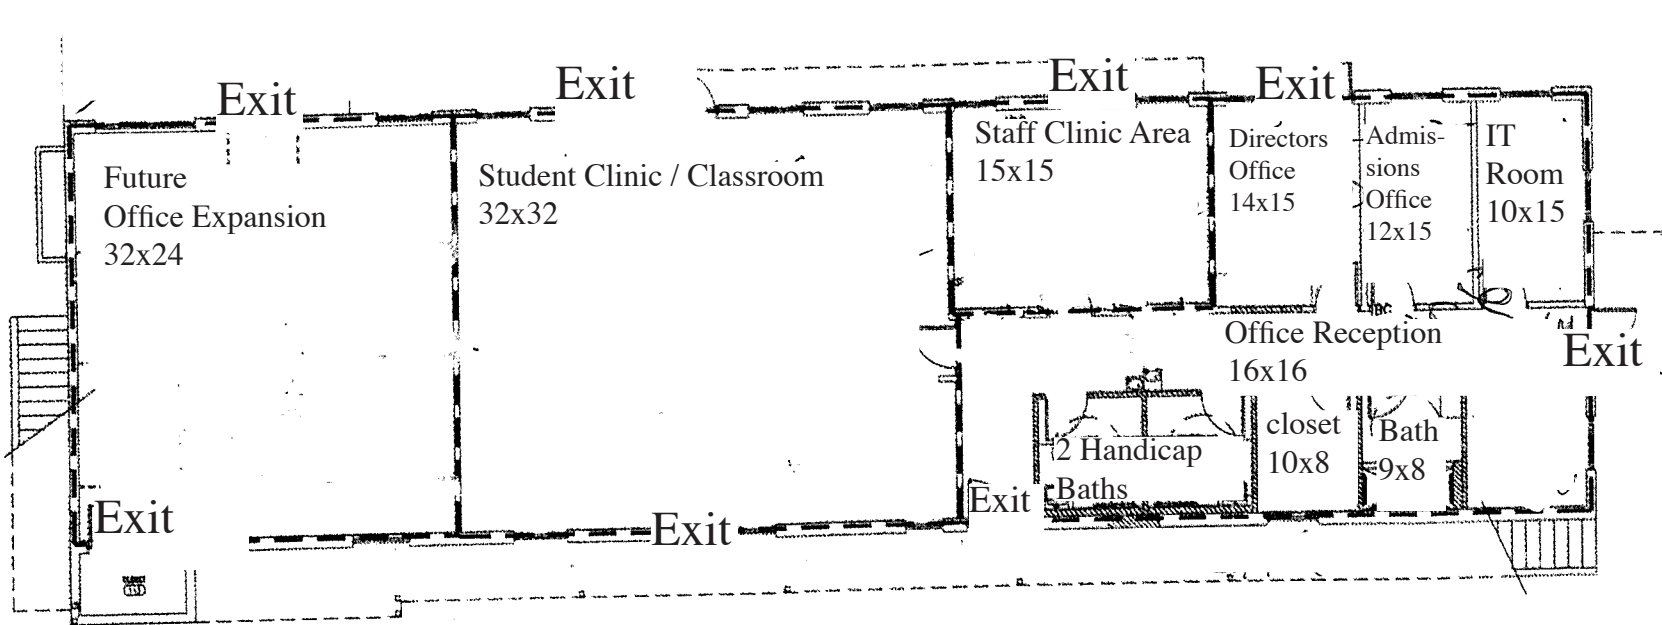 Exit
Exit
Exit
Exit
Future
Office Expansion
32x24
Student Clinic / Classroom
32x32
Staff Clinic Area
15x15
Directors
Office
14x15
Admis-
sions
Office
12x15
IT
Room
10x15
Office Reception
16x16
Exit
2 Handicap
Baths
closet
10x8
Bath
9x8
Exit
Exit
Exit